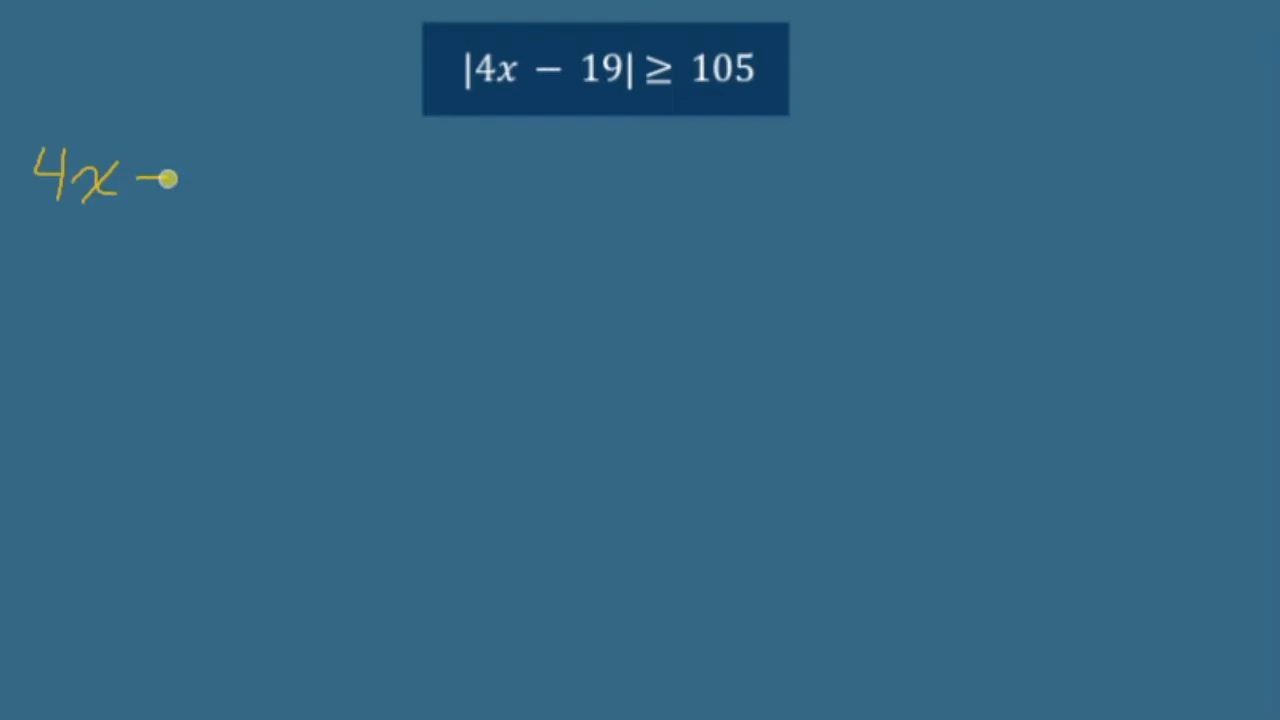 |4x − 19| ≥ 105
4x −